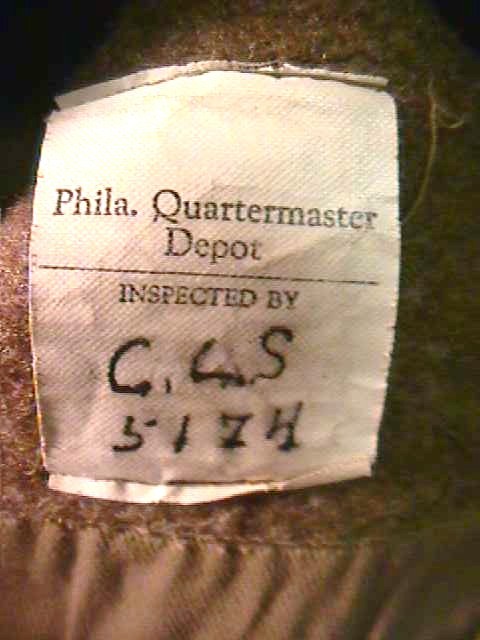 Phila. Quartermaster
Depot
INSPECTED BY
C. C. S
5174